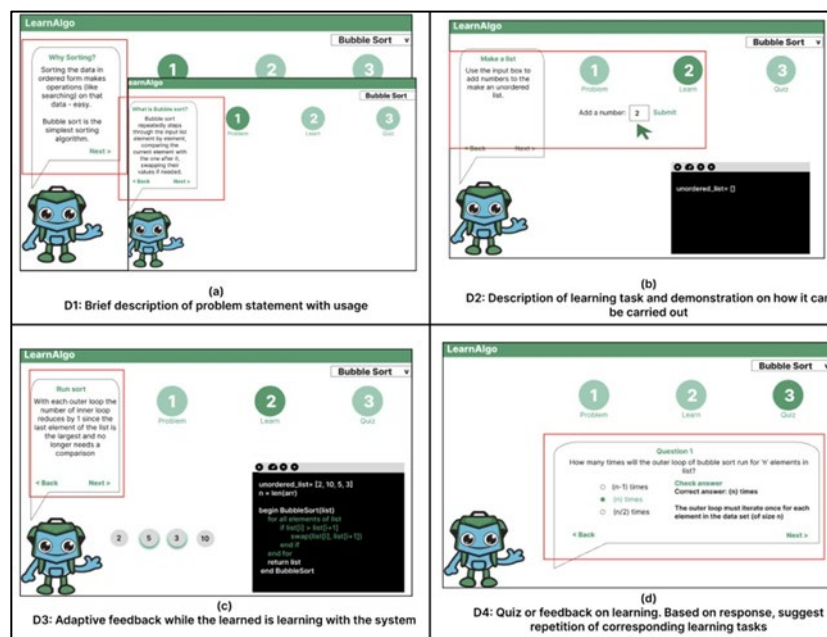 LearnAlgo
Bubble Sort v
Why Sorting?
Sorting the data in
ordered form makes
operations (like
searching) on that
data - easy.
Bubble sort is the
simplest sorting
algorithm.
Next >
1
2
3
earnAlgo
Bubble Sort
What is Bubble sort?
Bubble sort
repeatedly steps
through the input list
element by element,
comparing the
current element with
the one after it,
swapping their
values if needed.
< Back Next >
1
Problem
2
Learn
3
Quiz
(a)
D1: Brief description of problem statement with usage
LearnAlgo
Bubble Sort v
Make a list
Use the input box to
add numbers to the
make an unordered
list.
< Back Next >
1
Problem
2
Learn
3
Quiz
Add a number: 2 Submit
unordered_list= []
(b)
D2: Description of learning task and demonstration on how it can
be carried out
LearnAlgo
Bubble Sort v
Run sort
With each outer loop the
number of inner loop
reduces by 1 since the
last element of the list is
the largest and no
longer needs a
comparison
< Back Next >
1
Problem
2
Learn
3
Quiz
2 5 3 10
unordered_list= [2, 10, 5, 3]
n = len(arr)
begin BubbleSort(list)
for all elements of list
if list[i] > list[i+1]
swap(list[i], list[i+1])
end if
end for
return list
end BubbleSort
(c)
D3: Adaptive feedback while the learned is learning with the system
LearnAlgo
Bubble Sort v
1
Problem
2
Learn
3
Quiz
Question 1
How many times will the outer loop of bubble sort run for 'n' elements in
list?
(n-1) times
(n) times
(n/2) times
Check answer
Correct answer: (n) times
The outer loop must iterate once for each
element in the data set (of size n)
< Back Next >
(d)
D4: Quiz or feedback on learning. Based on response, suggest
repetition of corresponding learning tasks